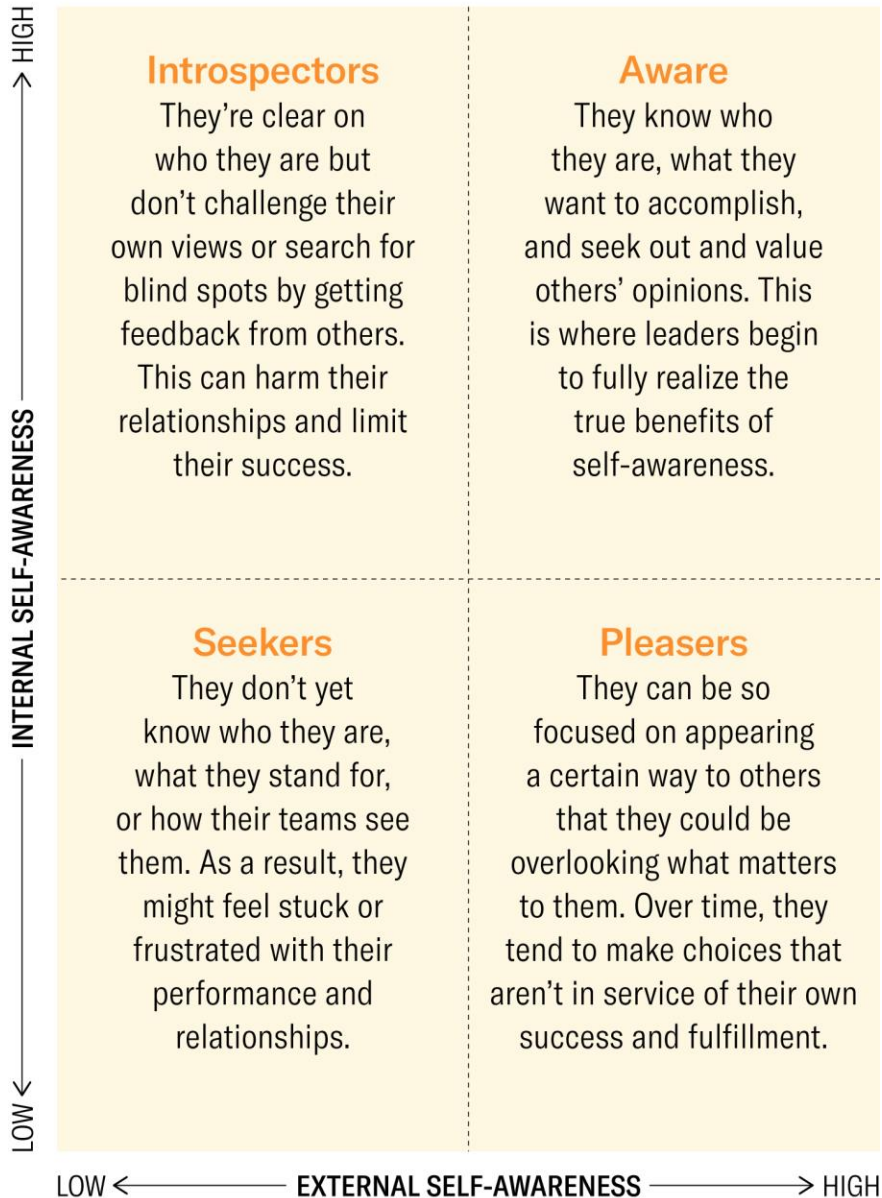 HIGH
INTERNAL SELF-AWARENESS
LOW
Introspectors
They’re clear on
who they are but
don’t challenge their
own views or search for
blind spots by getting
feedback from others.
This can harm their
relationships and limit
their success.
Aware
They know who
they are, what they
want to accomplish,
and seek out and value
others’ opinions. This
is where leaders begin
to fully realize the
true benefits of
self-awareness.
Seekers
They don’t yet
know who they are,
what they stand for,
or how their teams see
them. As a result, they
might feel stuck or
frustrated with their
performance and
relationships.
Pleasers
They can be so
focused on appearing
a certain way to others
that they could be
overlooking what matters
to them. Over time, they
tend to make choices that
aren’t in service of their own
success and fulfillment.
LOW EXTERNAL SELF-AWARENESS HIGH